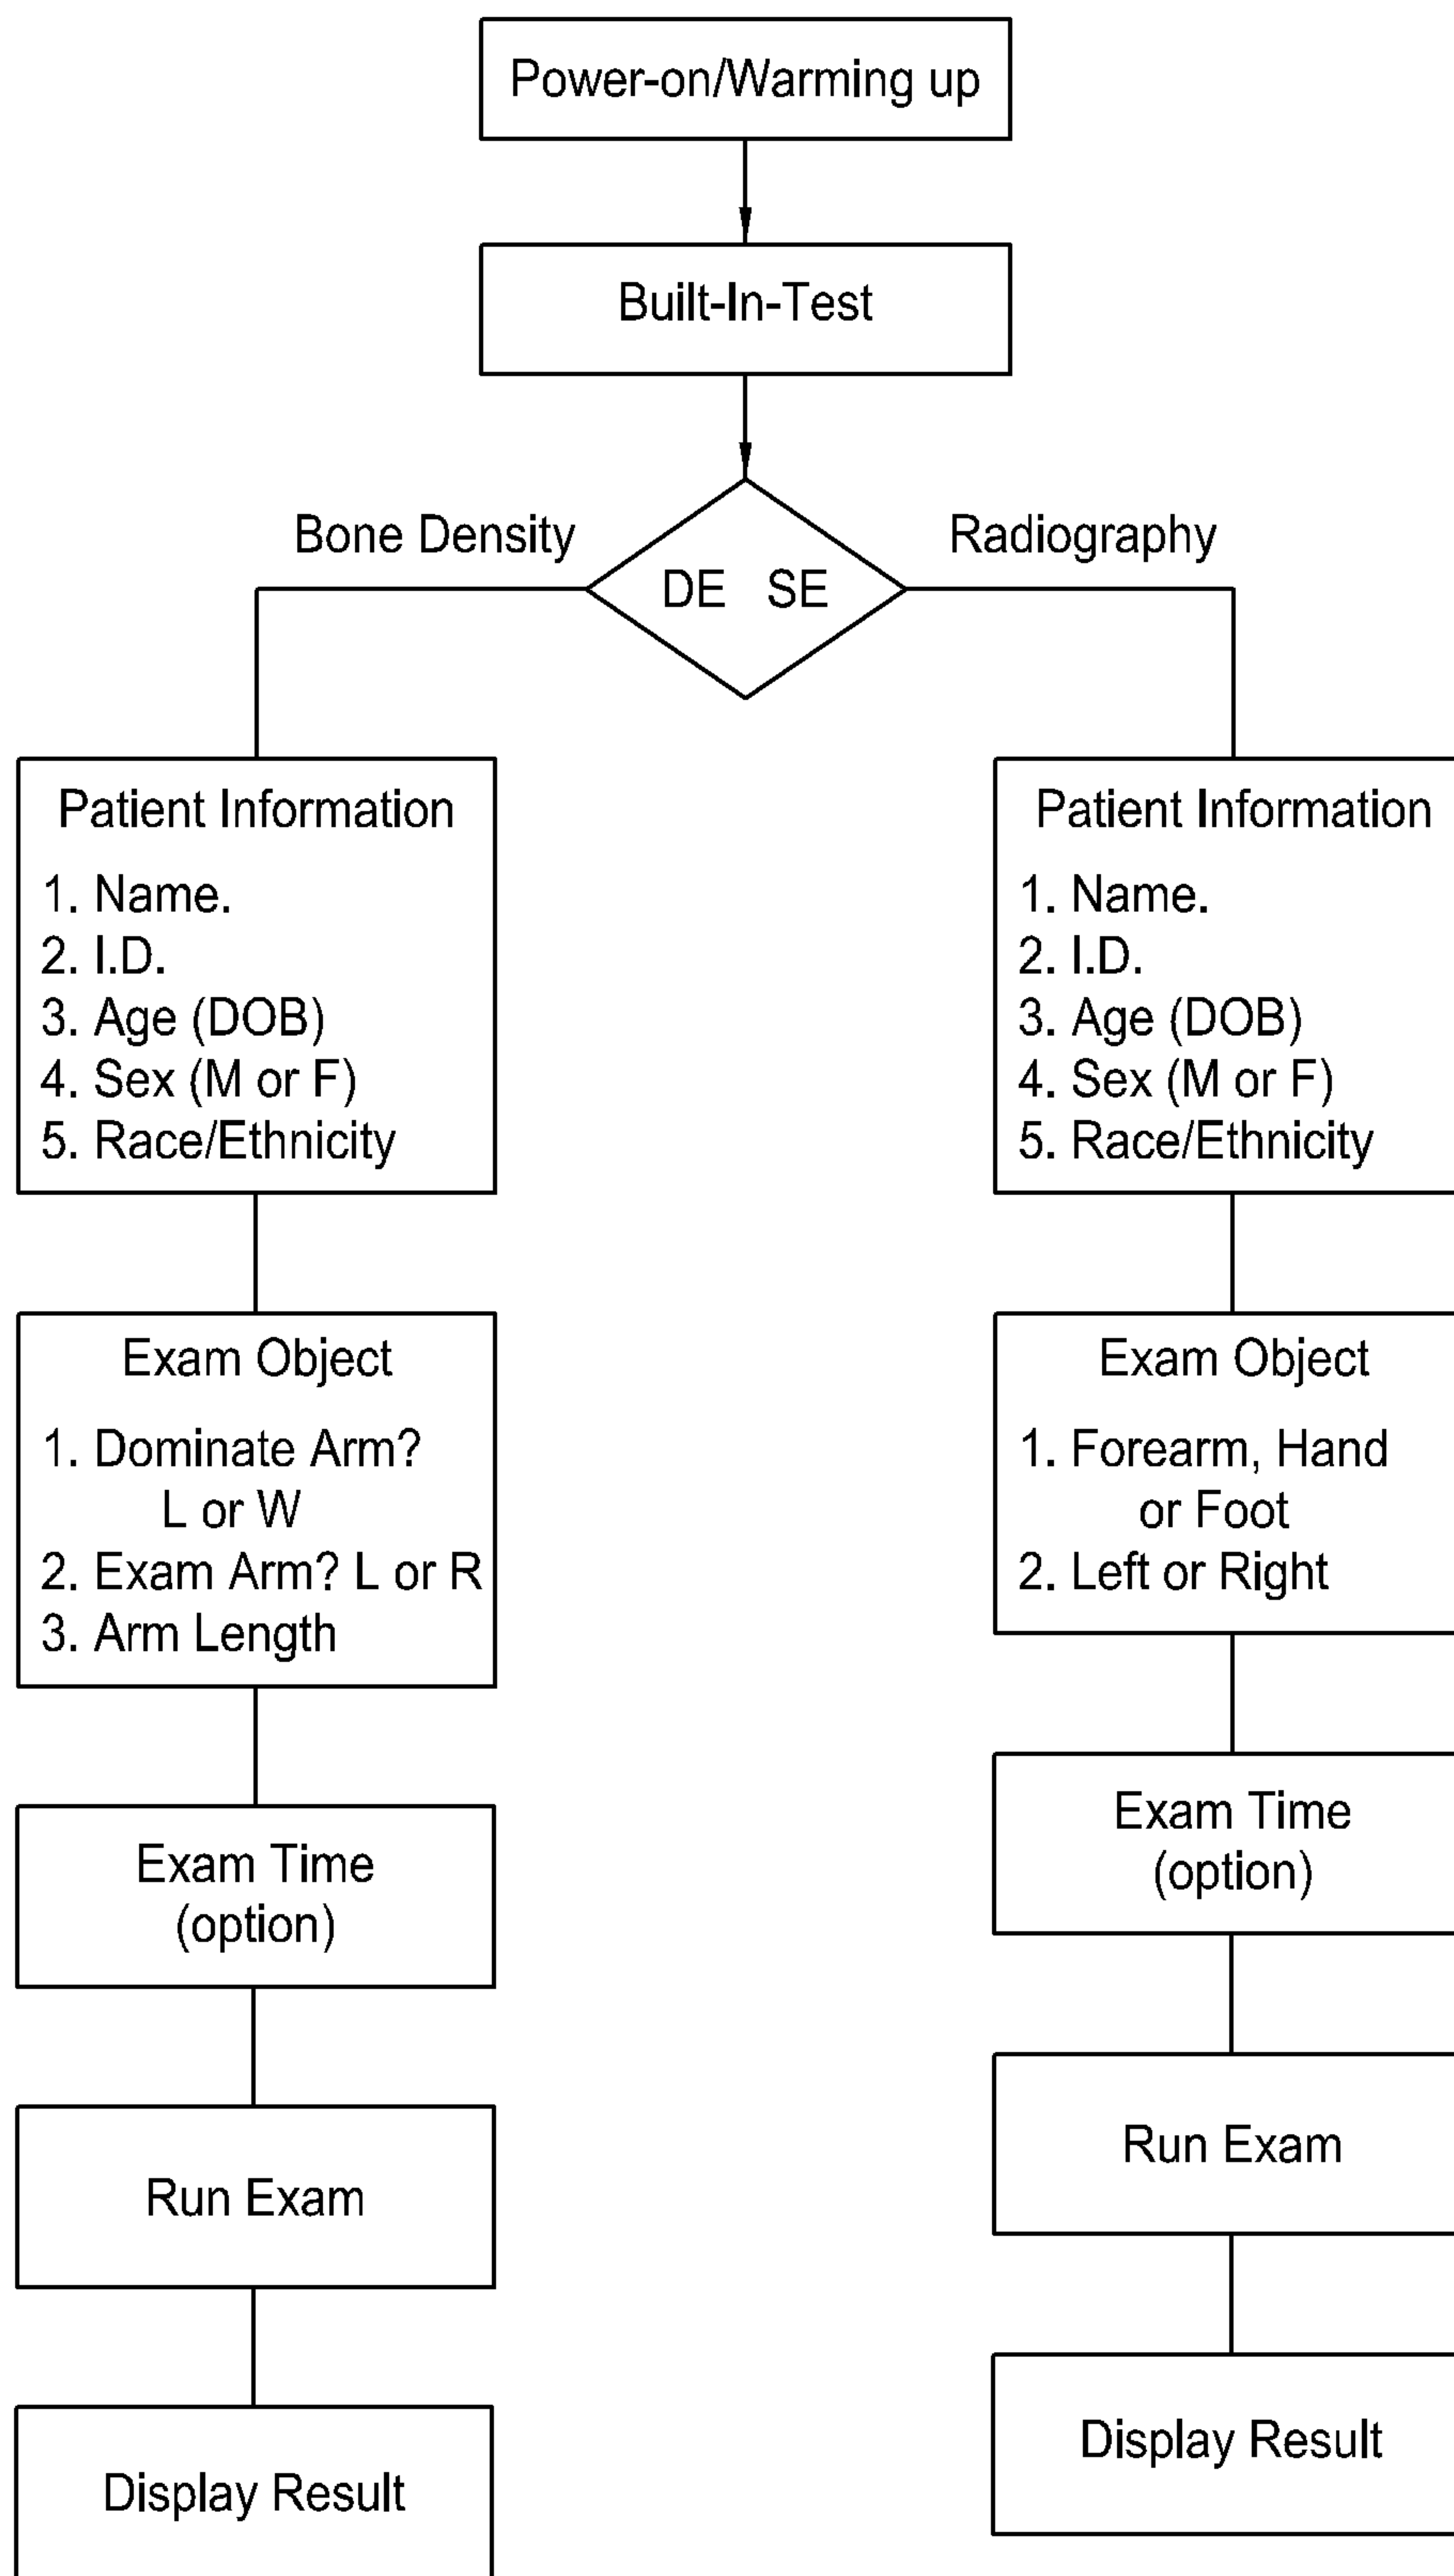 Power-on/Warming up
Built-In-Test
Bone Density
DE SE
Radiography
Patient Information
1. Name.
2. I.D.
3. Age (DOB)
4. Sex (M or F)
5. Race/Ethnicity
Exam Object
1. Dominate Arm?
L or W
2. Exam Arm? L or R
3. Arm Length
Exam Time
(option)
Run Exam
Display Result
Patient Information
1. Name.
2. I.D.
3. Age (DOB)
4. Sex (M or F)
5. Race/Ethnicity
Exam Object
1. Forearm, Hand
or Foot
2. Left or Right
Exam Time
(option)
Run Exam
Display Result